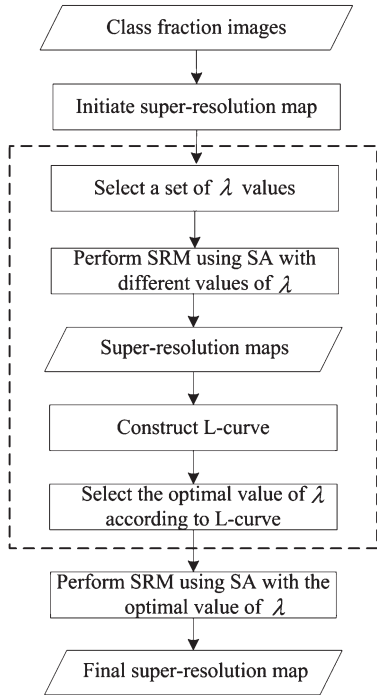 Class fraction images
Initiate super-resolution map
Select a set of λ values
Perform SRM using SA with
different values of λ
Super-resolution maps
Construct L-curve
Select the optimal value of λ
according to L-curve
Perform SRM using SA with the
optimal value of λ
Final super-resolution map